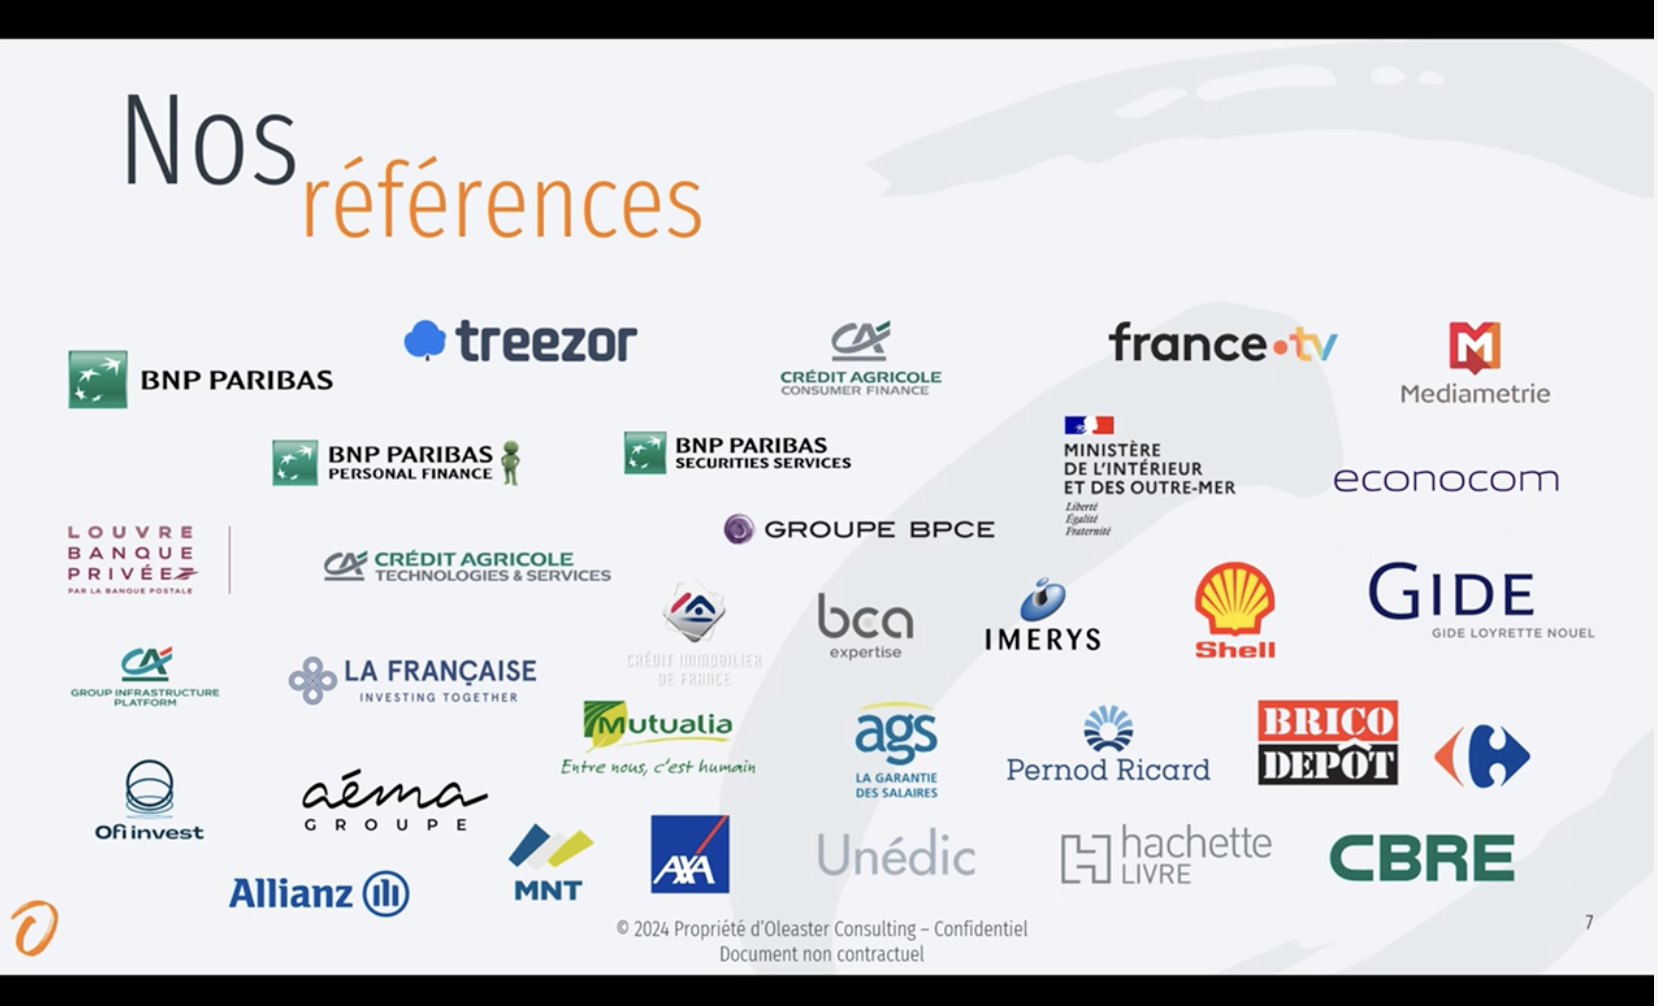 Nos
références
BNP PARIBAS
treezor
CRÉDIT AGRICOLE
CONSUMER FINANCE
france•tv
Mediametrie
BNP PARIBAS
PERSONAL FINANCE
BNP PARIBAS
SECURITIES SERVICES
MINISTÈRE
DE L'INTÉRIEUR
ET DES OUTRE-MER
Liberté
Égalité
Fraternité
econocom
LOUVRE
BANQUE
PRIVÉE
PAR LA BANQUE POSTALE
CRÉDIT AGRICOLE
TECHNOLOGIES & SERVICES
GROUPE BPCE
CRÉDIT IMMOBILIER
DE FRANCE
bca
expertise
IMERYS
Shell
GIDE
GIDE LOYRETTE NOUEL
CA
GROUP INFRASTRUCTURE
PLATFORM
LA FRANÇAISE
INVESTING TOGETHER
Mutualia
Entre nous, c'est humain
ags
LA GARANTIE
DES SALAIRES
Pernod Ricard
BRICO
DEPÔT
Ofi invest
aéma
GROUPE
MNT
AXA
Unédic
hachette
LIVRE
CBRE
Allianz
© 2024 Propriété d'Oleaster Consulting – Confidentiel
Document non contractuel
7